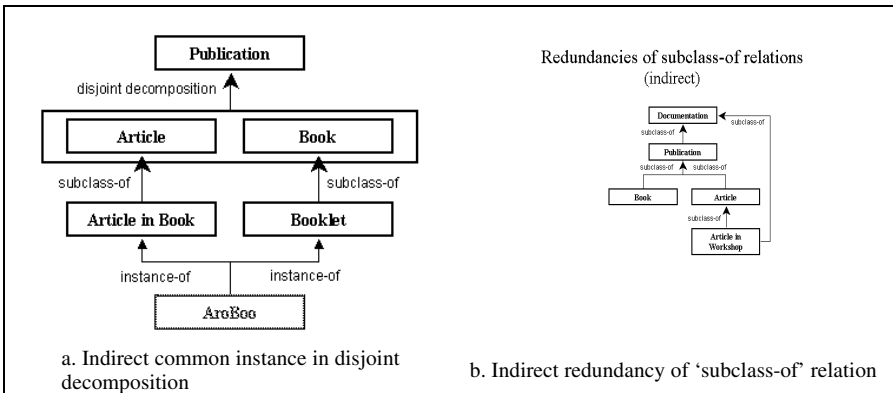 Publication
disjoint decomposition
Article
Book
subclass-of
subclass-of
Article in Book
Booklet
instance-of
instance-of
AroBoo
a. Indirect common instance in disjoint
decomposition
Redundancies of subclass-of relations
(indirect)
Documentation
subclass-of
subclass-of
Publication
subclass-of
subclass-of
Book
Article
subclass-of
Article in
Workshop
b. Indirect redundancy of ‘subclass-of’ relation